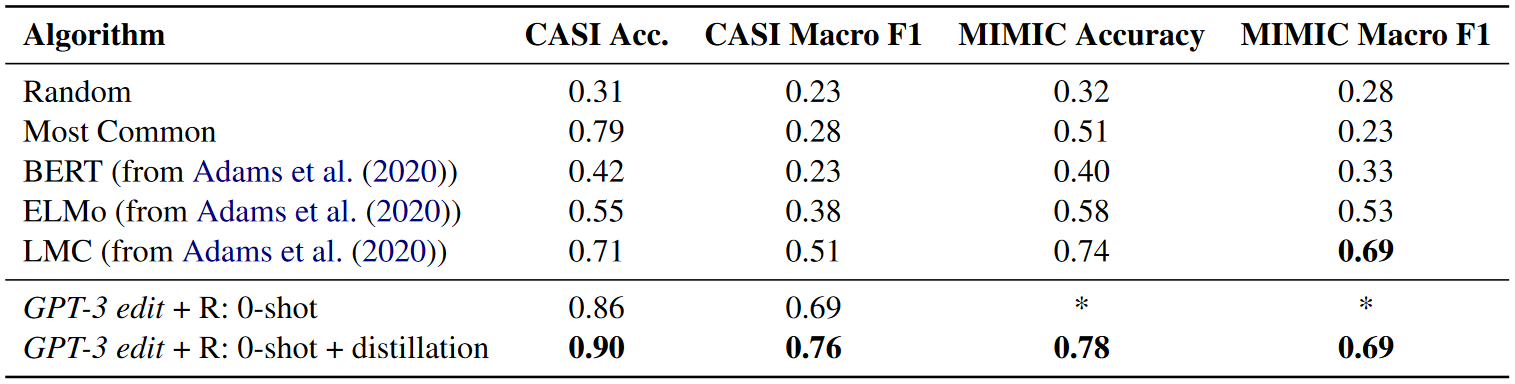 Algorithm CASI Acc. CASI Macro F1 MIMIC Accuracy MIMIC Macro F1
Random 0.31 0.23 0.32 0.28
Most Common 0.79 0.28 0.51 0.23
BERT (from Adams et al. (2020)) 0.42 0.23 0.40 0.33
ELMo (from Adams et al. (2020)) 0.55 0.38 0.58 0.53
LMC (from Adams et al. (2020)) 0.71 0.51 0.74 0.69
GPT-3 edit + R: 0-shot 0.86 0.69 * *
GPT-3 edit + R: 0-shot + distillation 0.90 0.76 0.78 0.69